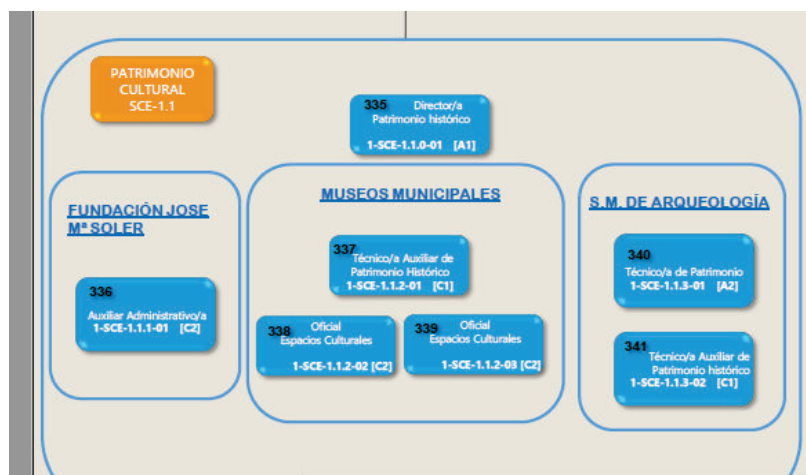 PATRIMONIO
CULTURAL
SCE-1.1
335 Director/a
Patrimonio histórico
1-SCE-1.1.0-01 [A1]
FUNDACIÓN JOSE
Mª SOLER
336
Auxiliar Administrativo/a
1-SCE-1.1.1-01 [C2]
MUSEOS MUNICIPALES
337
Técnico/a Auxiliar de
Patrimonio Histórico
1-SCE-1.1.2-01 [C1]
338 Oficial
Espacios Culturales
1-SCE-1.1.2-02 [C2]
339 Oficial
Espacios Culturales
1-SCE-1.1.2-03 [C2]
S.M. DE ARQUEOLOGÍA
340
Técnico/a de Patrimonio
1-SCE-1.1.3-01 [A2]
341
Técnico/a Auxiliar de
Patrimonio histórico
1-SCE-1.1.3-02 [C1]